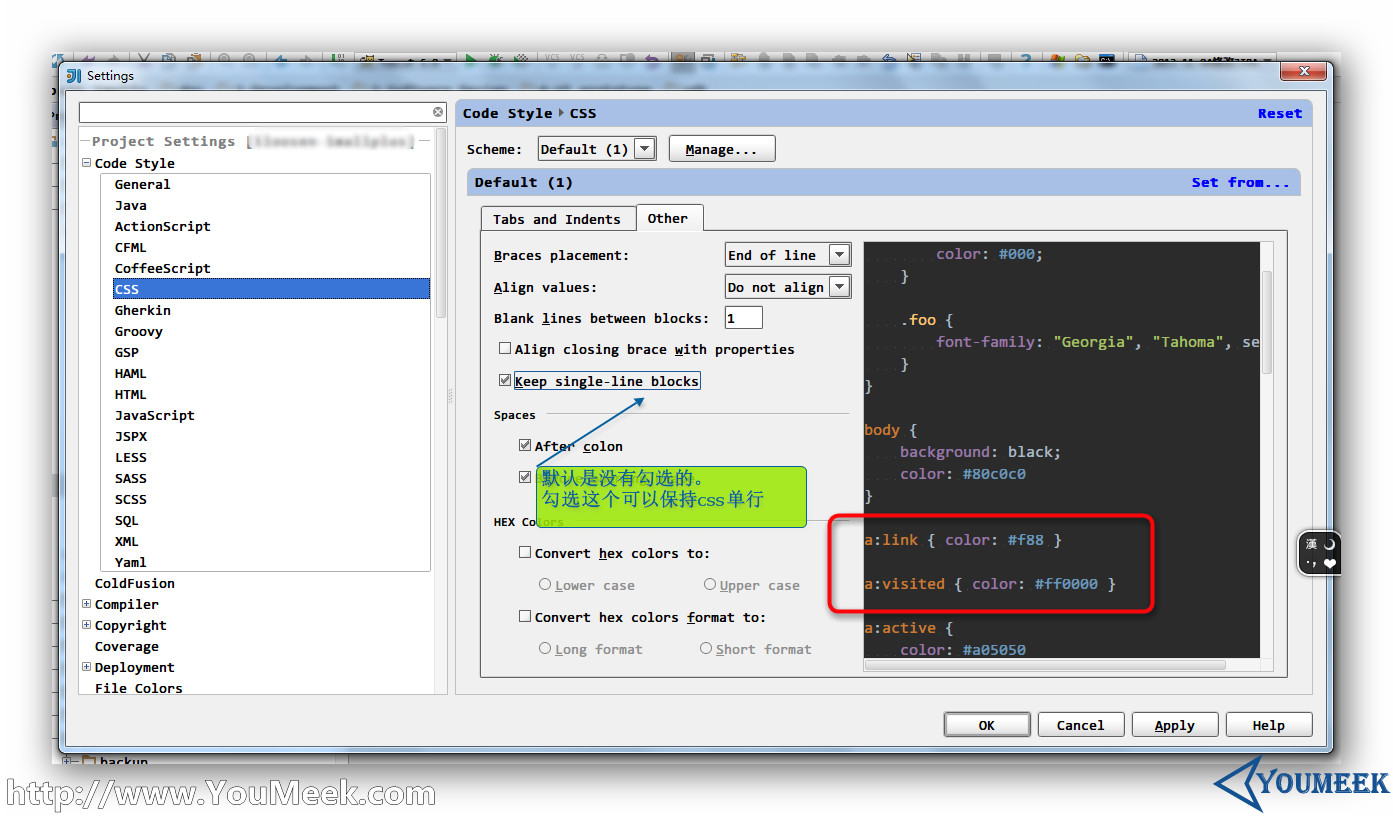 Settings
Project Settings
Code Style
General
Java
ActionScript
CFML
CoffeeScript
CSS
Gherkin
Groovy
GSP
HAML
HTML
JavaScript
JSPX
LESS
SASS
SCSS
SQL
XML
Yaml
ColdFusion
Compiler
Copyright
Coverage
Deployment
File Colors
Code Style CSS
Reset
Scheme: Default (1) Manage...
Default (1) Set from...
Tabs and Indents Other
Braces placement: End of line
Align values: Do not align
Blank lines between blocks: 1
Align closing brace with properties
Keep single-line blocks
Spaces
After colon
默认是没有勾选的。
勾选这个可以保持css单行
HEX Colors
Convert hex colors to:
Lower case Upper case
Convert hex colors format to:
Long format Short format
color: #000;
}
.foo {
font-family: "Georgia", "Tahoma", se
}
}
body {
background: black;
color: #80c0c0
}
a:link { color: #f88 }
a:visited { color: #ff0000 }
a:active {
color: #a05050
漢
OK Cancel Apply Help
backup
http://www.YouMeek.com
YOUMEEK